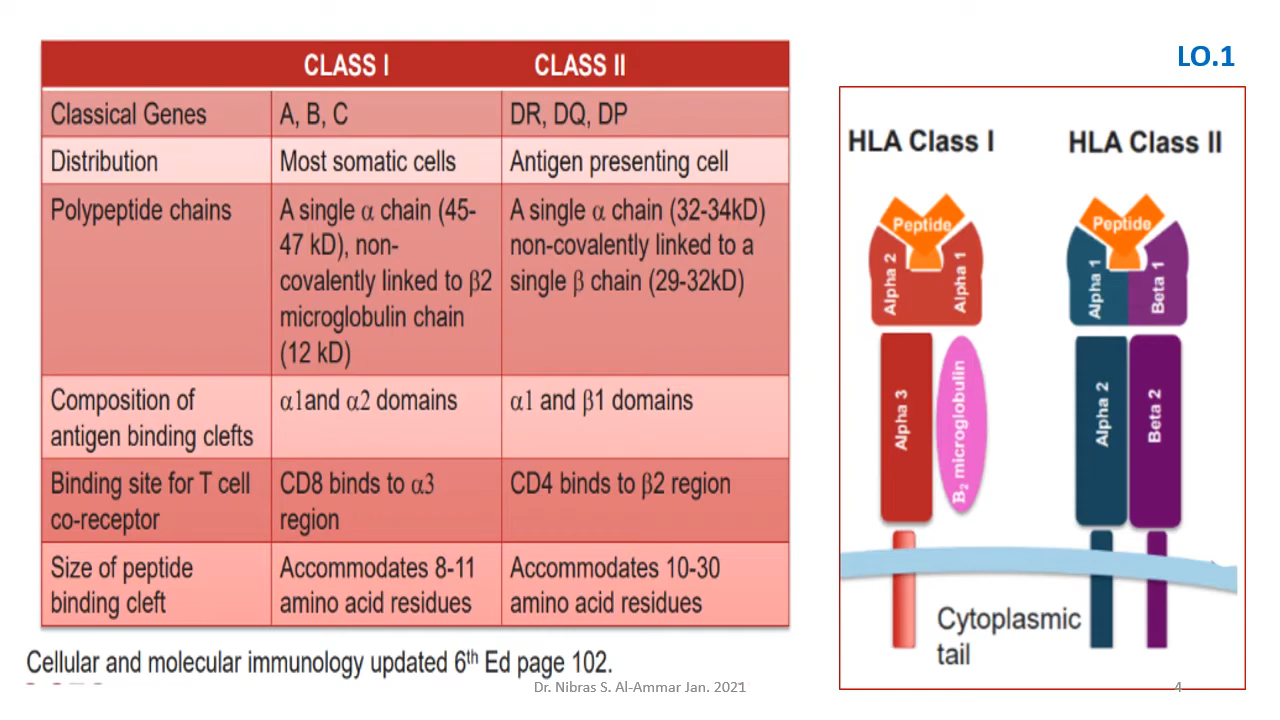 LO.1
CLASS I CLASS II
Classical Genes A, B, C DR, DQ, DP
Distribution Most somatic cells Antigen presenting cell
Polypeptide chains
A single α chain (45-
47 kD), non-
covalently linked to β2
microglobulin chain
(12 kD)
A single α chain (32-34kD)
non-covalently linked to a
single β chain (29-32kD)
Composition of
antigen binding clefts
α1and α2 domains
α1 and β1 domains
Binding site for T cell
co-receptor
CD8 binds to α3
region
CD4 binds to β2 region
Size of peptide
binding cleft
Accommodates 8-11
amino acid residues
Accommodates 10-30
amino acid residues
Cellular and molecular immunology updated 6th Ed page 102.
HLA Class I
HLA Class II
Peptide
Alpha 2
Alpha 1
Alpha 3
B2 microglobulin
Peptide
Alpha 1
Beta 1
Alpha 2
Beta 2
Cytoplasmic
tail
Dr. Nibras S. Al-Ammar Jan. 2021
4